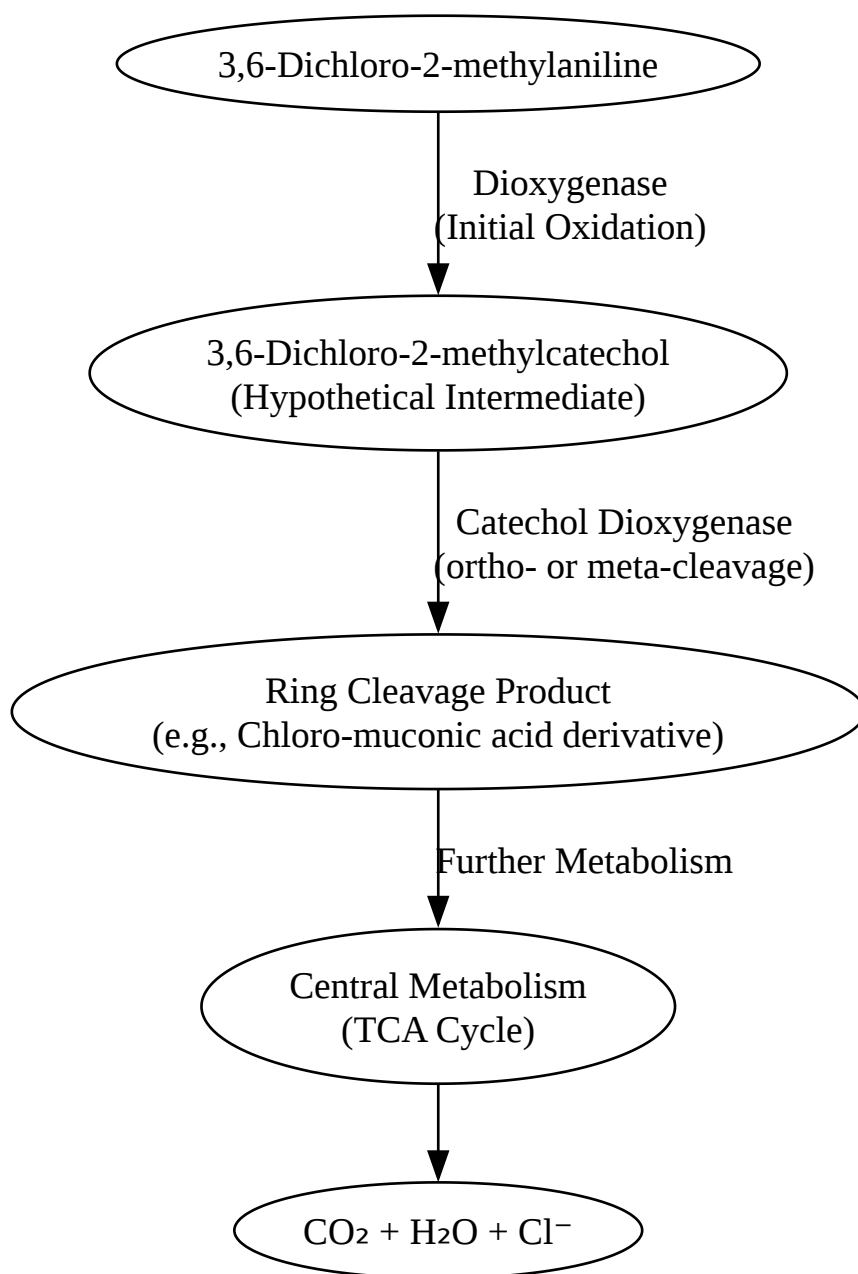 3,6-Dichloro-2-methylaniline
Dioxygenase
(Initial Oxidation)
3,6-Dichloro-2-methylcatechol
(Hypothetical Intermediate)
Catechol Dioxygenase
(ortho- or meta-cleavage)
Ring Cleavage Product
(e.g., Chloro-muconic acid derivative)
Further Metabolism
Central Metabolism
(TCA Cycle)
CO₂ + H₂O + Cl⁻